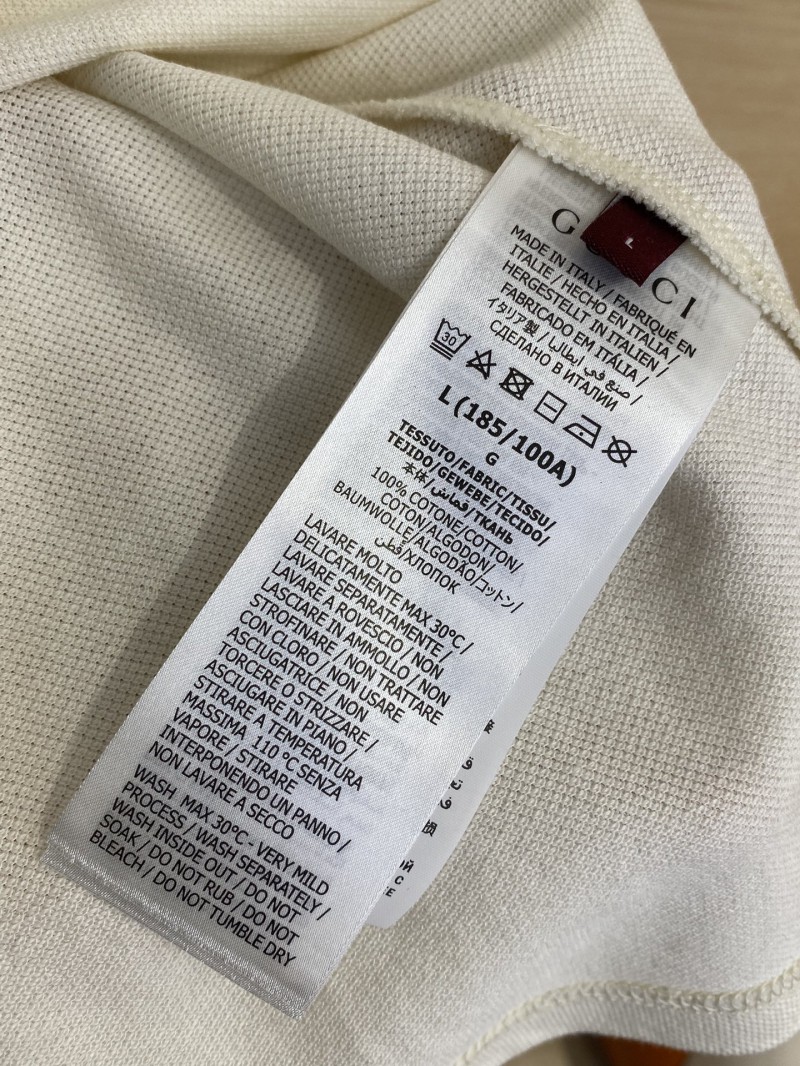 G CI
L
MADE IN ITALY / FABRIQUÉ EN
ITALIE / HECHO EN ITALIA /
HERGESTELLT IN ITALIEN /
FABRICADO EM ITÁLIA /
イタリア製 / صنع في ايطاليا /
СДЕЛАНО В ИТАЛИИ
30
L (185/100A)
G
TESSUTO/FABRIC/TISSU/
TEJIDO/GEWEBE/TECIDO/
本体/قماش/ТКАНЬ
100% COTONE/COTTON/
COTON/ALGODON/
BAUMWOLLE/ALGODÃO/コットン/
قطن/ХЛОПОК
LAVARE MOLTO
DELICATAMENTE MAX 30°C /
LAVARE SEPARATAMENTE /
LAVARE A ROVESCIO / NON
LASCIARE IN AMMOLLO / NON
STROFINARE / NON TRATTARE
CON CLORO / NON USARE
ASCIUGATRICE / NON
TORCERE O STRIZZARE /
ASCIUGARE IN PIANO /
STIRARE A TEMPERATURA
MASSIMA 110 °C SENZA
VAPORE / STIRARE
INTERPONENDO UN PANNO /
NON LAVARE A SECCO
WASH MAX 30°C - VERY MILD
PROCESS / WASH SEPARATELY /
WASH INSIDE OUT / DO NOT
SOAK / DO NOT RUB / DO NOT
BLEACH / DO NOT TUMBLE DRY